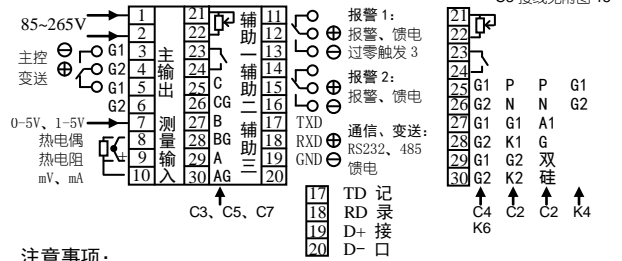 85~265V
主控
变送
⊖ G1
⊕ G2
G1
G2
0-5V、1-5V
热电偶
热电阻
mV、mA
1
2
3
4
5
6
7
8
9
10
主输出
测量输入
21
22
23
24
25 C
26 CG
27 B
28 BG
29 A
30 AG
辅助一
辅助二
辅助三
11
12
13
14
15
16
17 TXD
18 RXD ⊕
19 GND ⊖
20
报警 1：
⊕ 报警、馈电
⊖ 过零触发 3
报警 2：
⊕ 报警、馈电
⊖
通信、变送：
RS232、485
馈电
C3、C5、C7
17 TD 记
18 RD 录
19 D+ 接
20 D- 口
21
22
23
24
25 G1 P P G1
26 G2 N N G2
27 G1 G1 A1
28 G2 K1 G
29 G1 G2 双
30 G2 K2 硅
C4 C2 C2 K4
K6
注意事项：